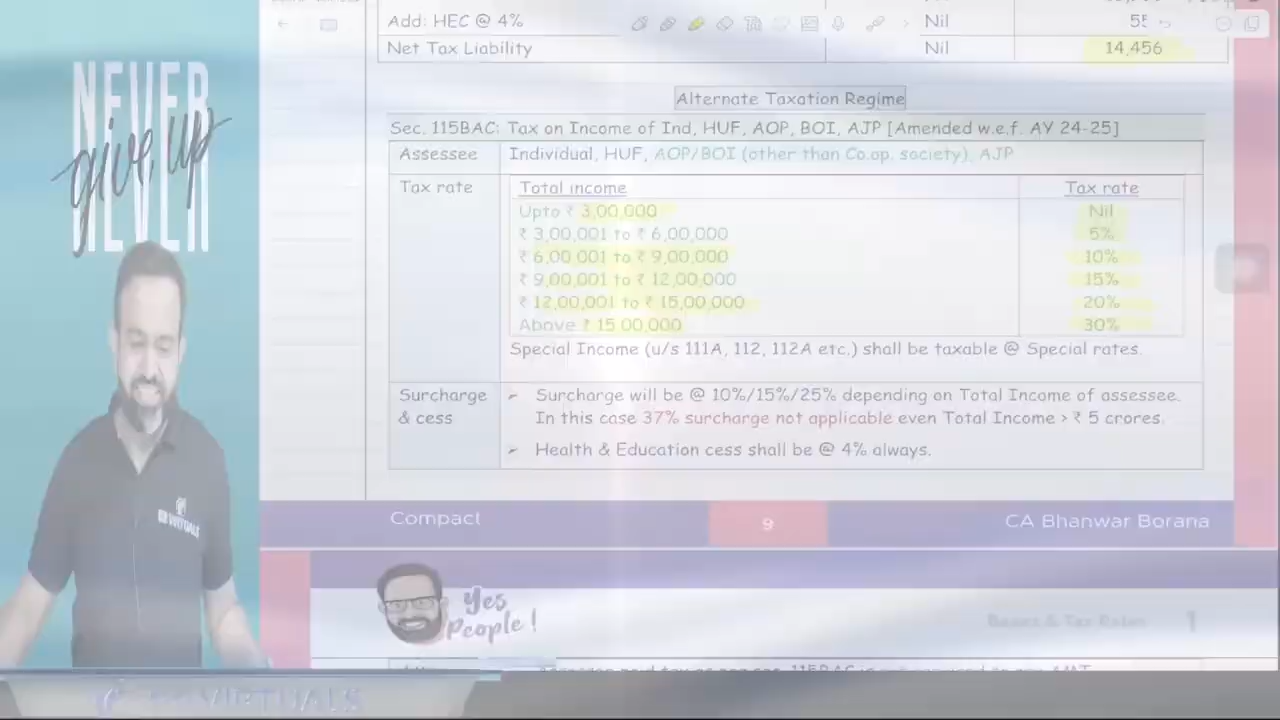 NEVER
give up
NEVER
Add: HEC @ 4% Nil
Net Tax Liability Nil 14,456
Alternate Taxation Regime
Sec. 115BAC: Tax on Income of Ind, HUF, AOP, BOI, AJP [Amended w.e.f. AY 24-25]
Assessee Individual, HUF, AOP/BOI (other than Co.op. society), AJP
Tax rate Total income Tax rate
Upto ₹ 3,00,000 Nil
₹ 3,00,001 to ₹ 6,00,000 5%
₹ 6,00,001 to ₹ 9,00,000 10%
₹ 9,00,001 to ₹ 12,00,000 15%
₹ 12,00,001 to ₹ 15,00,000 20%
Above ₹ 15,00,000 30%
Special Income (u/s 111A, 112, 112A etc.) shall be taxable @ Special rates.
Surcharge & cess ➢ Surcharge will be @ 10%/15%/25% depending on Total Income of assessee.
In this case 37% surcharge not applicable even Total Income > ₹ 5 crores.
➢ Health & Education cess shall be @ 4% always.
Compact 9 CA Bhanwar Borana
Yes
People !
Basics & Tax Rates 1
VIRTUALS